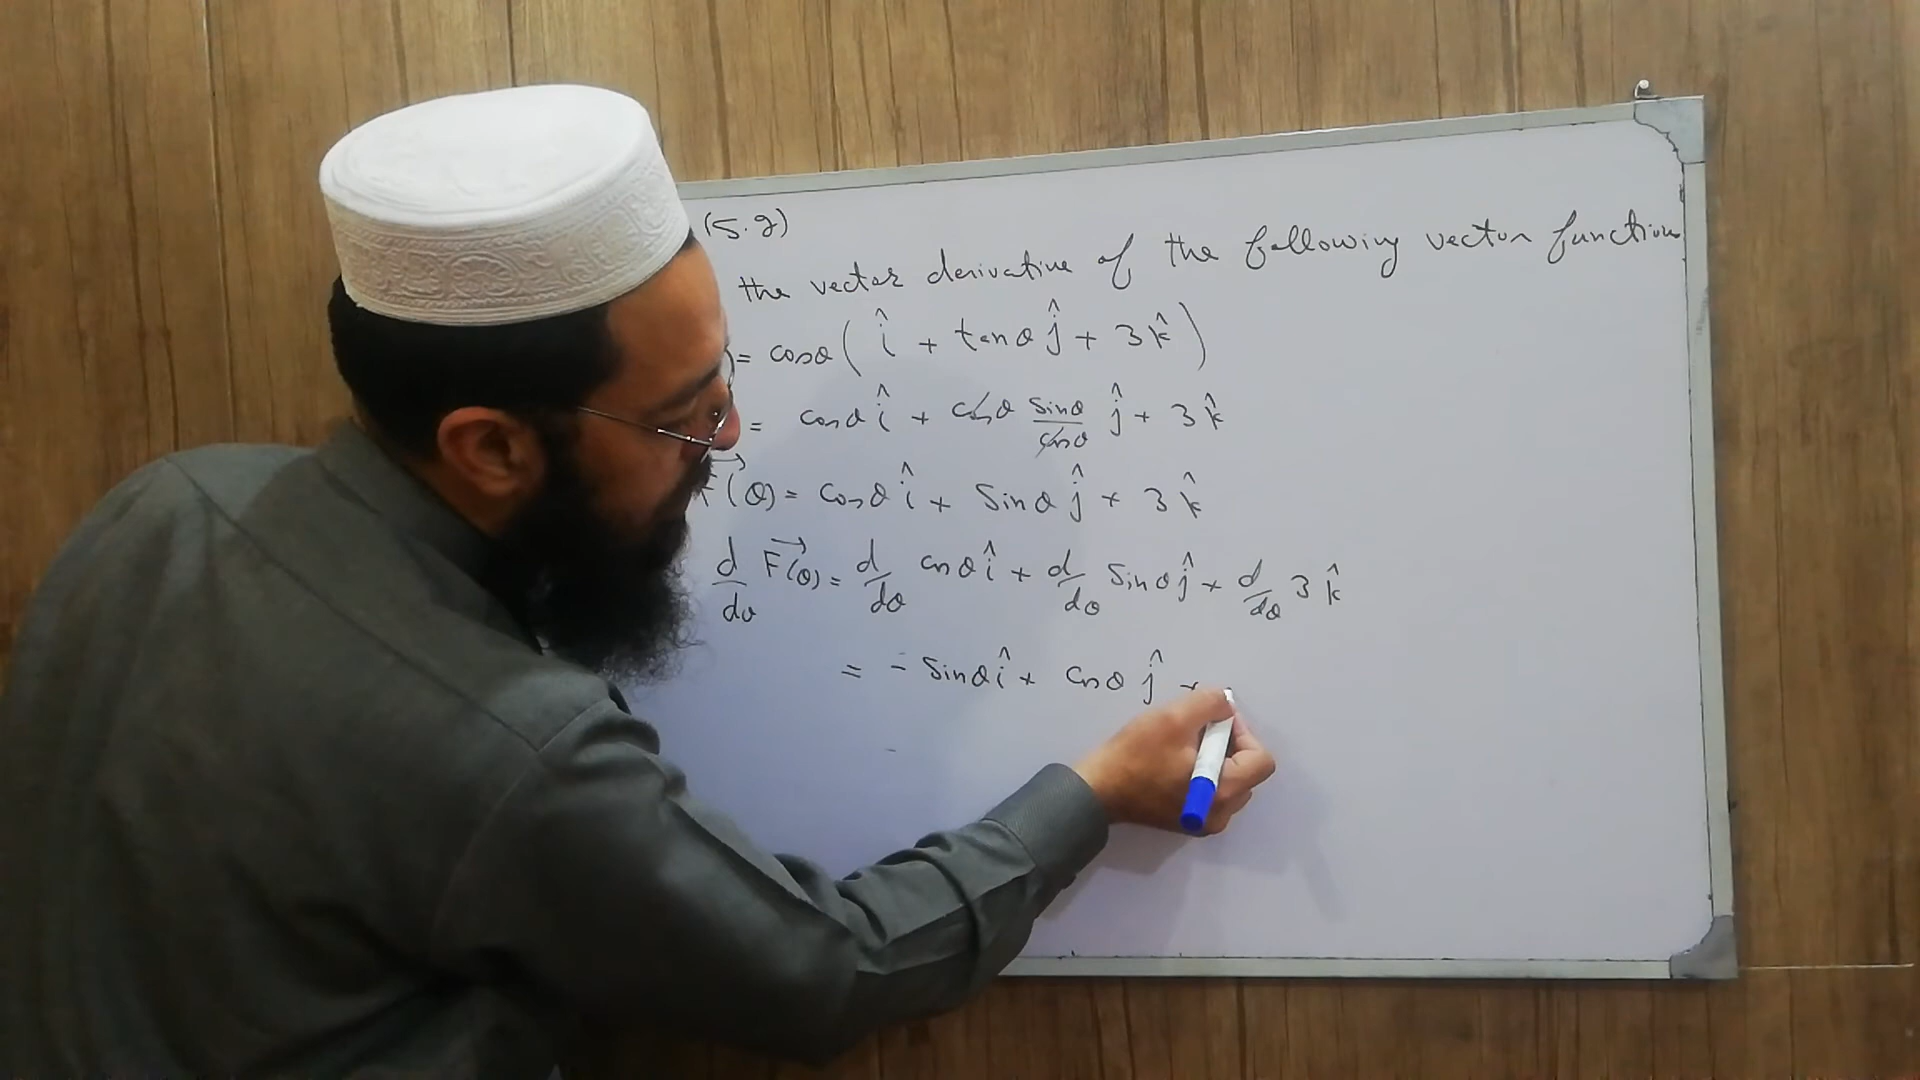 (5.2)
the vector derivative of the following vector function
)= cosθ ( î + tanθ ĵ + 3 k̂ )
= cosθ î + cosθ sinθ/cosθ ĵ + 3 k̂
F(θ) = cosθ î + Sinθ ĵ + 3 k̂
d/dθ F(θ) = d/dθ cosθ î + d/dθ Sinθ ĵ + d/dθ 3 k̂
= - Sinθ î + cosθ ĵ +